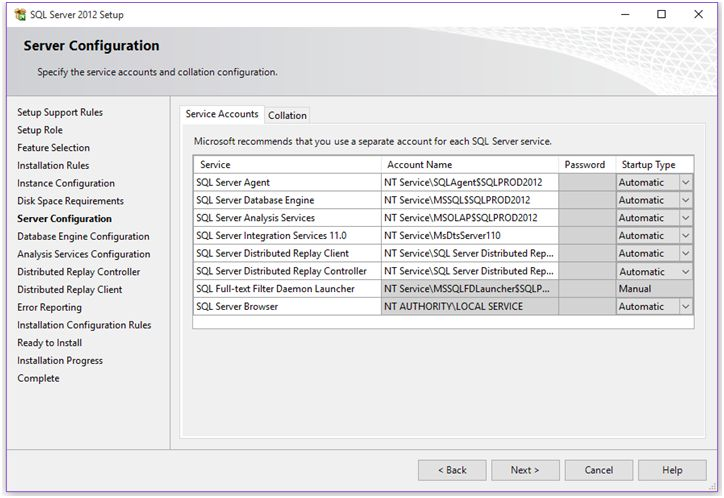 SQL Server 2012 Setup
Server Configuration
Specify the service accounts and collation configuration.
Setup Support Rules
Setup Role
Feature Selection
Installation Rules
Instance Configuration
Disk Space Requirements
Server Configuration
Database Engine Configuration
Analysis Services Configuration
Distributed Replay Controller
Distributed Replay Client
Error Reporting
Installation Configuration Rules
Ready to Install
Installation Progress
Complete
Service Accounts Collation
Microsoft recommends that you use a separate account for each SQL Server service.
Service Account Name Password Startup Type
SQL Server Agent NT Service\SQLAgent$SQLPROD2012 Automatic
SQL Server Database Engine NT Service\MSSQL$SQLPROD2012 Automatic
SQL Server Analysis Services NT Service\MSOLAP$SQLPROD2012 Automatic
SQL Server Integration Services 11.0 NT Service\MsDtsServer110 Automatic
SQL Server Distributed Replay Client NT Service\SQL Server Distributed Rep... Automatic
SQL Server Distributed Replay Controller NT Service\SQL Server Distributed Rep... Automatic
SQL Full-text Filter Daemon Launcher NT Service\MSSQLFDLauncher$SQLP... Manual
SQL Server Browser NT AUTHORITY\LOCAL SERVICE Automatic
< Back Next > Cancel Help